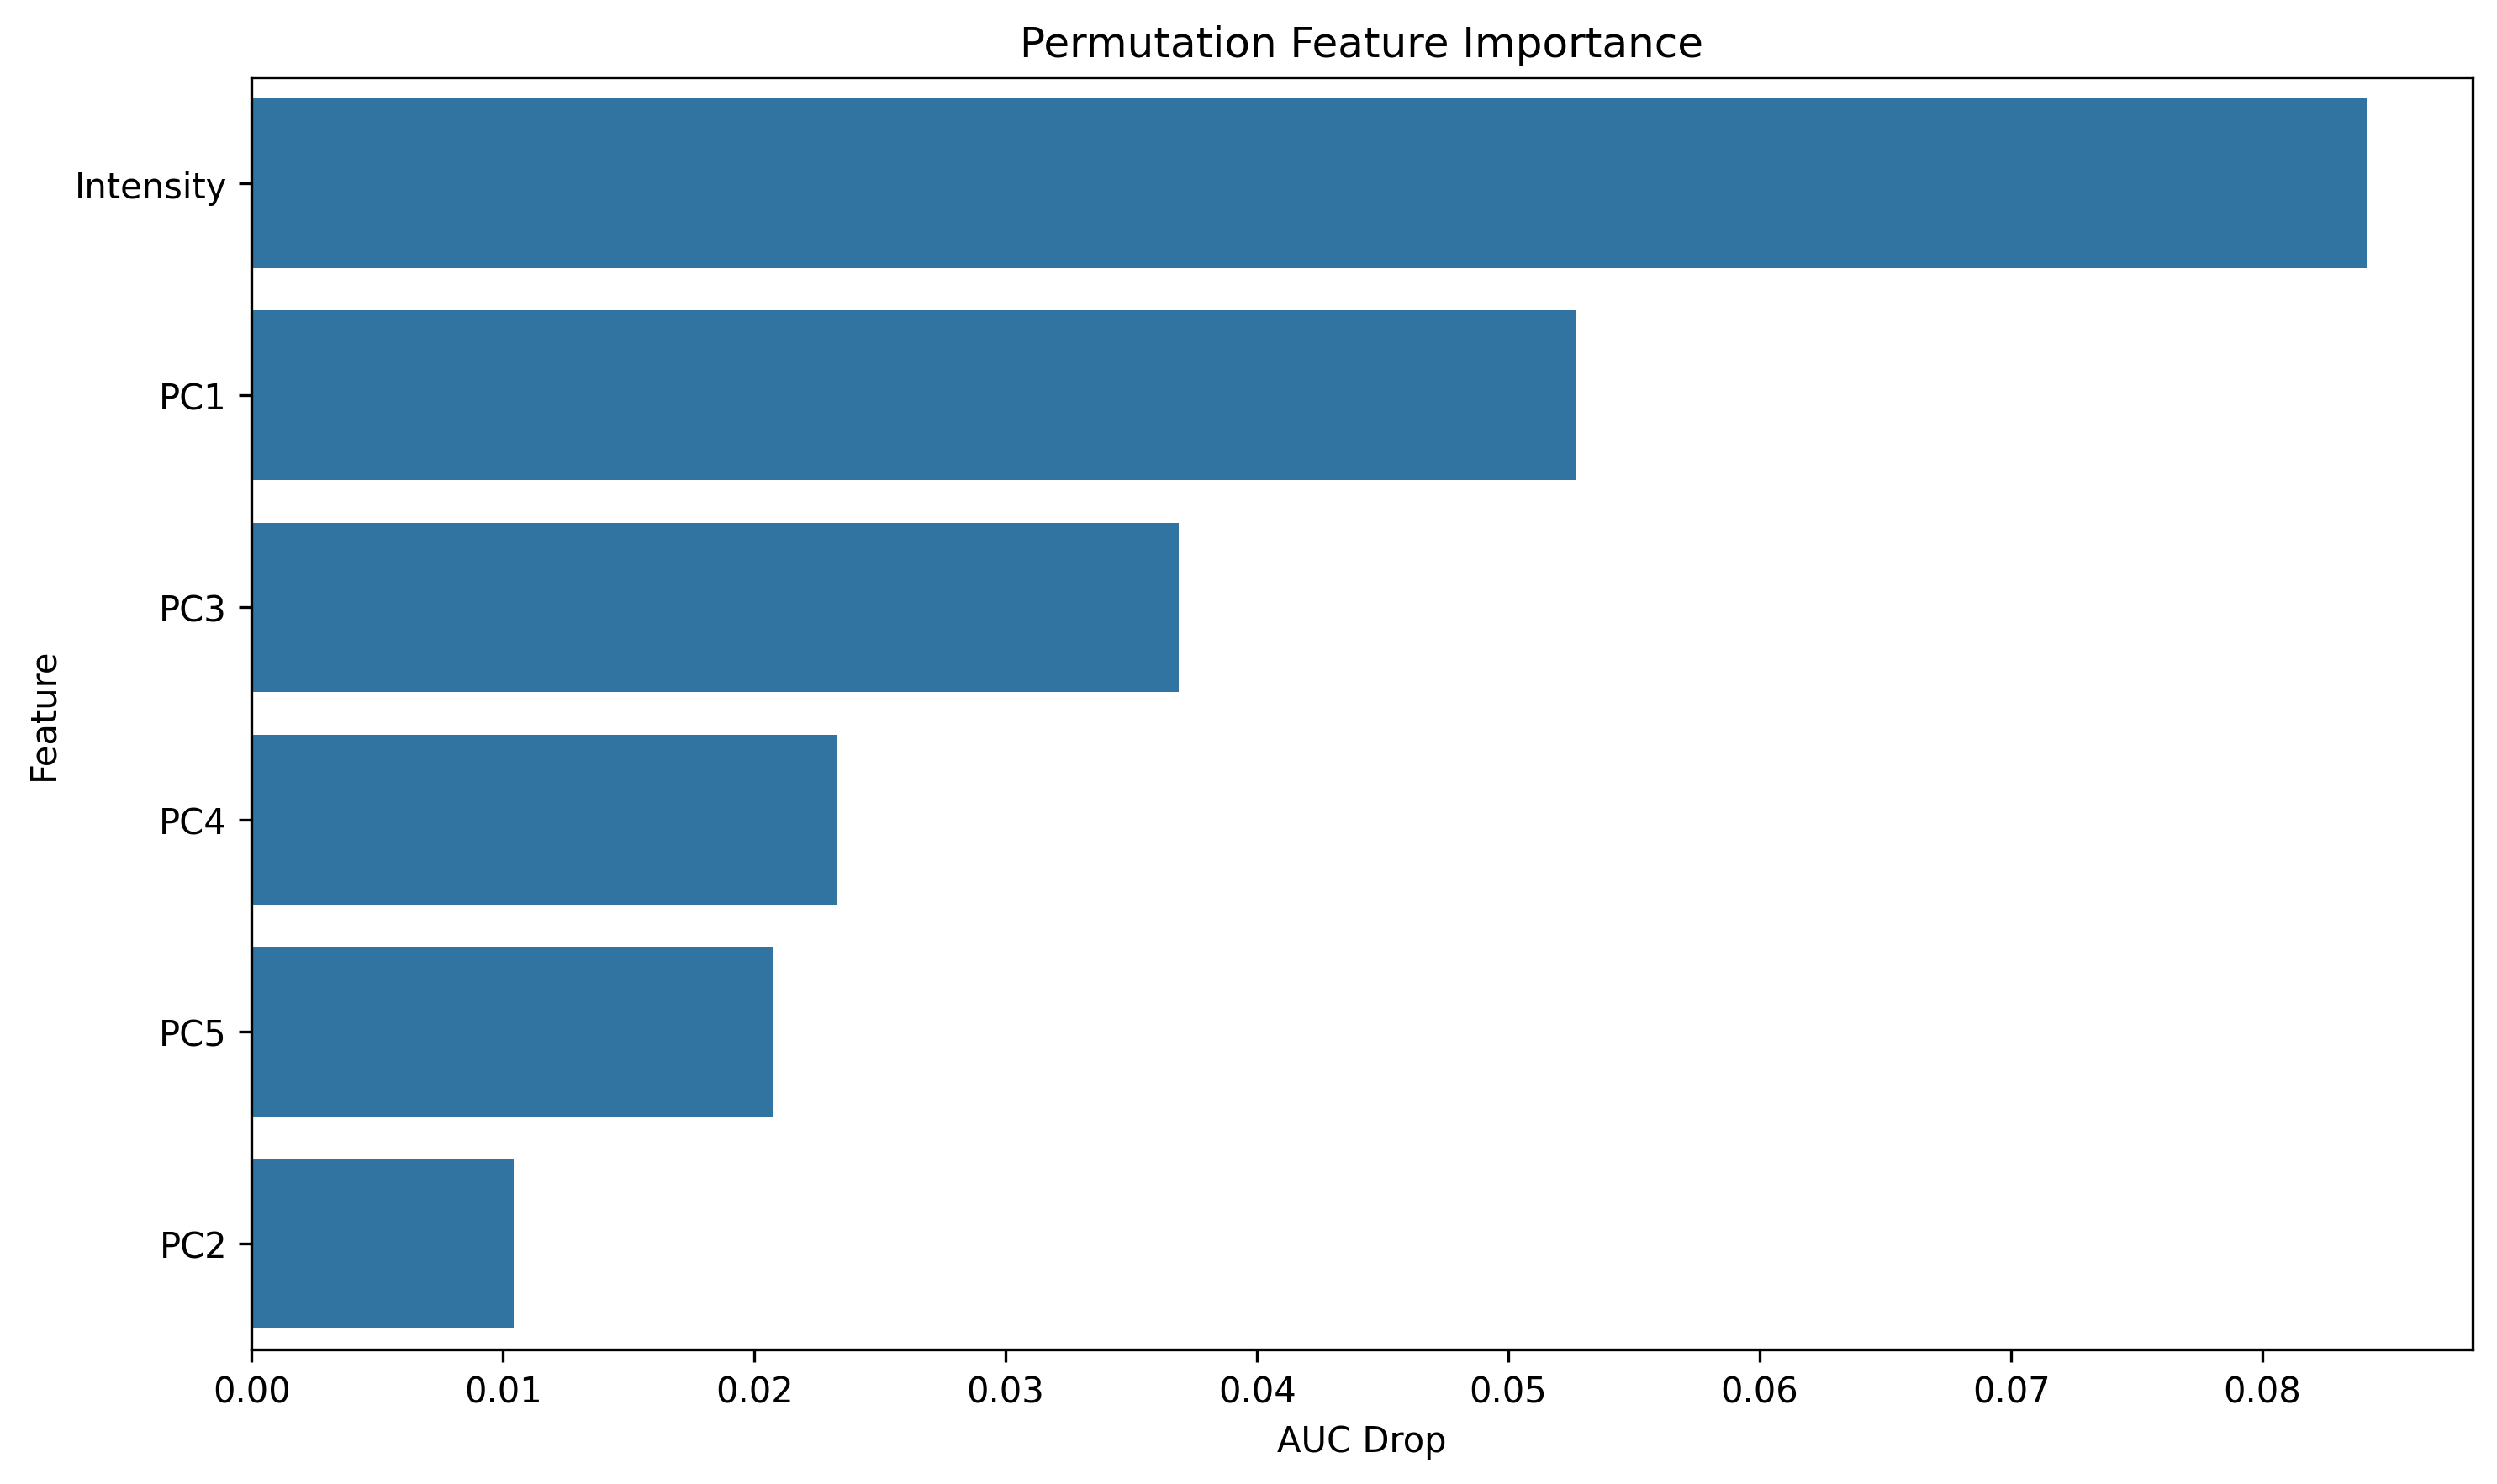 Permutation Feature Importance
Feature
Intensity
PC1
PC3
PC4
PC5
PC2
0.00 0.01 0.02 0.03 0.04 0.05 0.06 0.07 0.08
AUC Drop